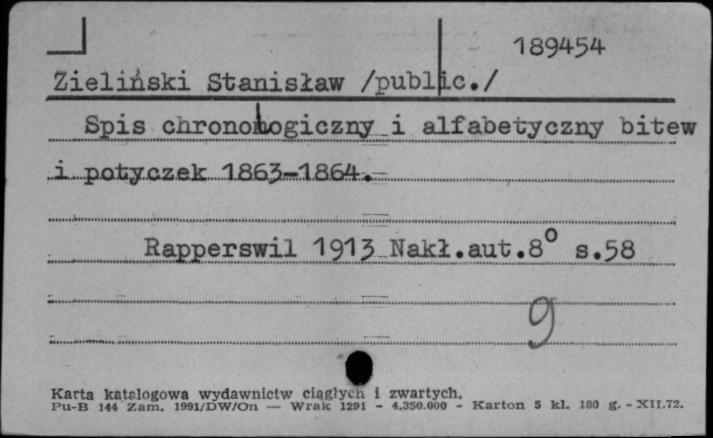 189454
Zieliński Stanisław /public./
Spis chronologiczny i alfabetyczny bitew
i potyczek 1863-1864.-
Rapperswil 1913 Nakł.aut.8° s.58
9
Karta katalogowa wydawnictw ciągłych i zwartych.
Pu-B 144 Zam. 1991/DW/On — Wrak 1291 - 4.350.000 - Karton 5 kl. 180 g. - XII.72.